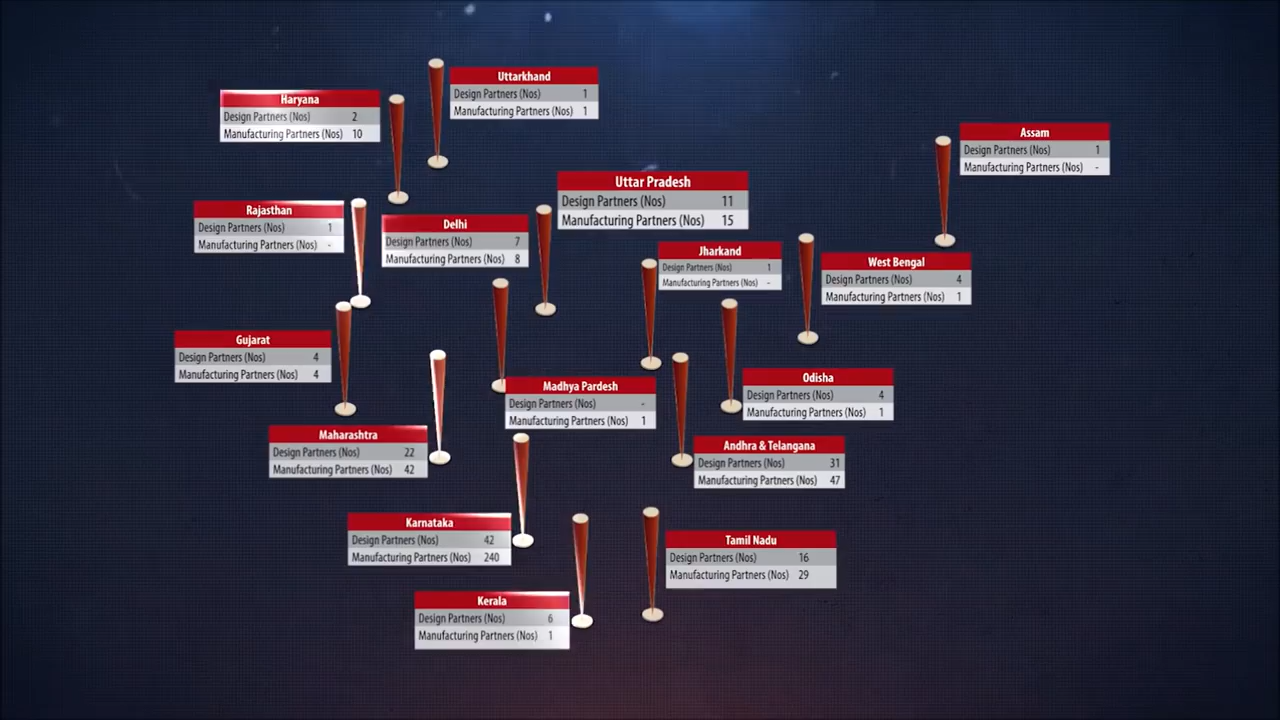 Uttarkhand
Design Partners (Nos) 1
Manufacturing Partners (Nos) 1
Haryana
Design Partners (Nos) 2
Manufacturing Partners (Nos) 10
Assam
Design Partners (Nos) 1
Manufacturing Partners (Nos) -
Uttar Pradesh
Design Partners (Nos) 11
Manufacturing Partners (Nos) 15
Rajasthan
Design Partners (Nos) 1
Manufacturing Partners (Nos) -
Delhi
Design Partners (Nos) 7
Manufacturing Partners (Nos) 8
Jharkand
Design Partners (Nos) 1
Manufacturing Partners (Nos) -
West Bengal
Design Partners (Nos) 4
Manufacturing Partners (Nos) 1
Gujarat
Design Partners (Nos) 4
Manufacturing Partners (Nos) 4
Madhya Pardesh
Design Partners (Nos) -
Manufacturing Partners (Nos) 1
Odisha
Design Partners (Nos) 4
Manufacturing Partners (Nos) 1
Maharashtra
Design Partners (Nos) 22
Manufacturing Partners (Nos) 42
Andhra & Telangana
Design Partners (Nos) 31
Manufacturing Partners (Nos) 47
Karnataka
Design Partners (Nos) 42
Manufacturing Partners (Nos) 240
Tamil Nadu
Design Partners (Nos) 16
Manufacturing Partners (Nos) 29
Kerala
Design Partners (Nos) 6
Manufacturing Partners (Nos) 1